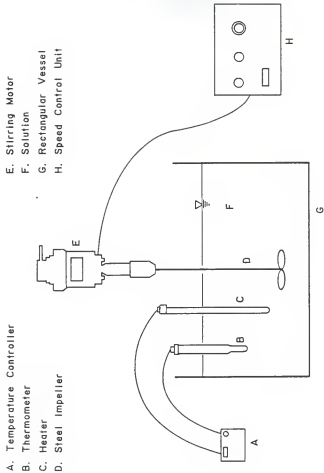 A. Temperature Controller
B. Thermometer
C. Heater
D. Steel Impeller
E. Stirring Motor
F. Solution
G. Rectangular Vessel
H. Speed Control Unit
A
B
C
D
E
F
G
H